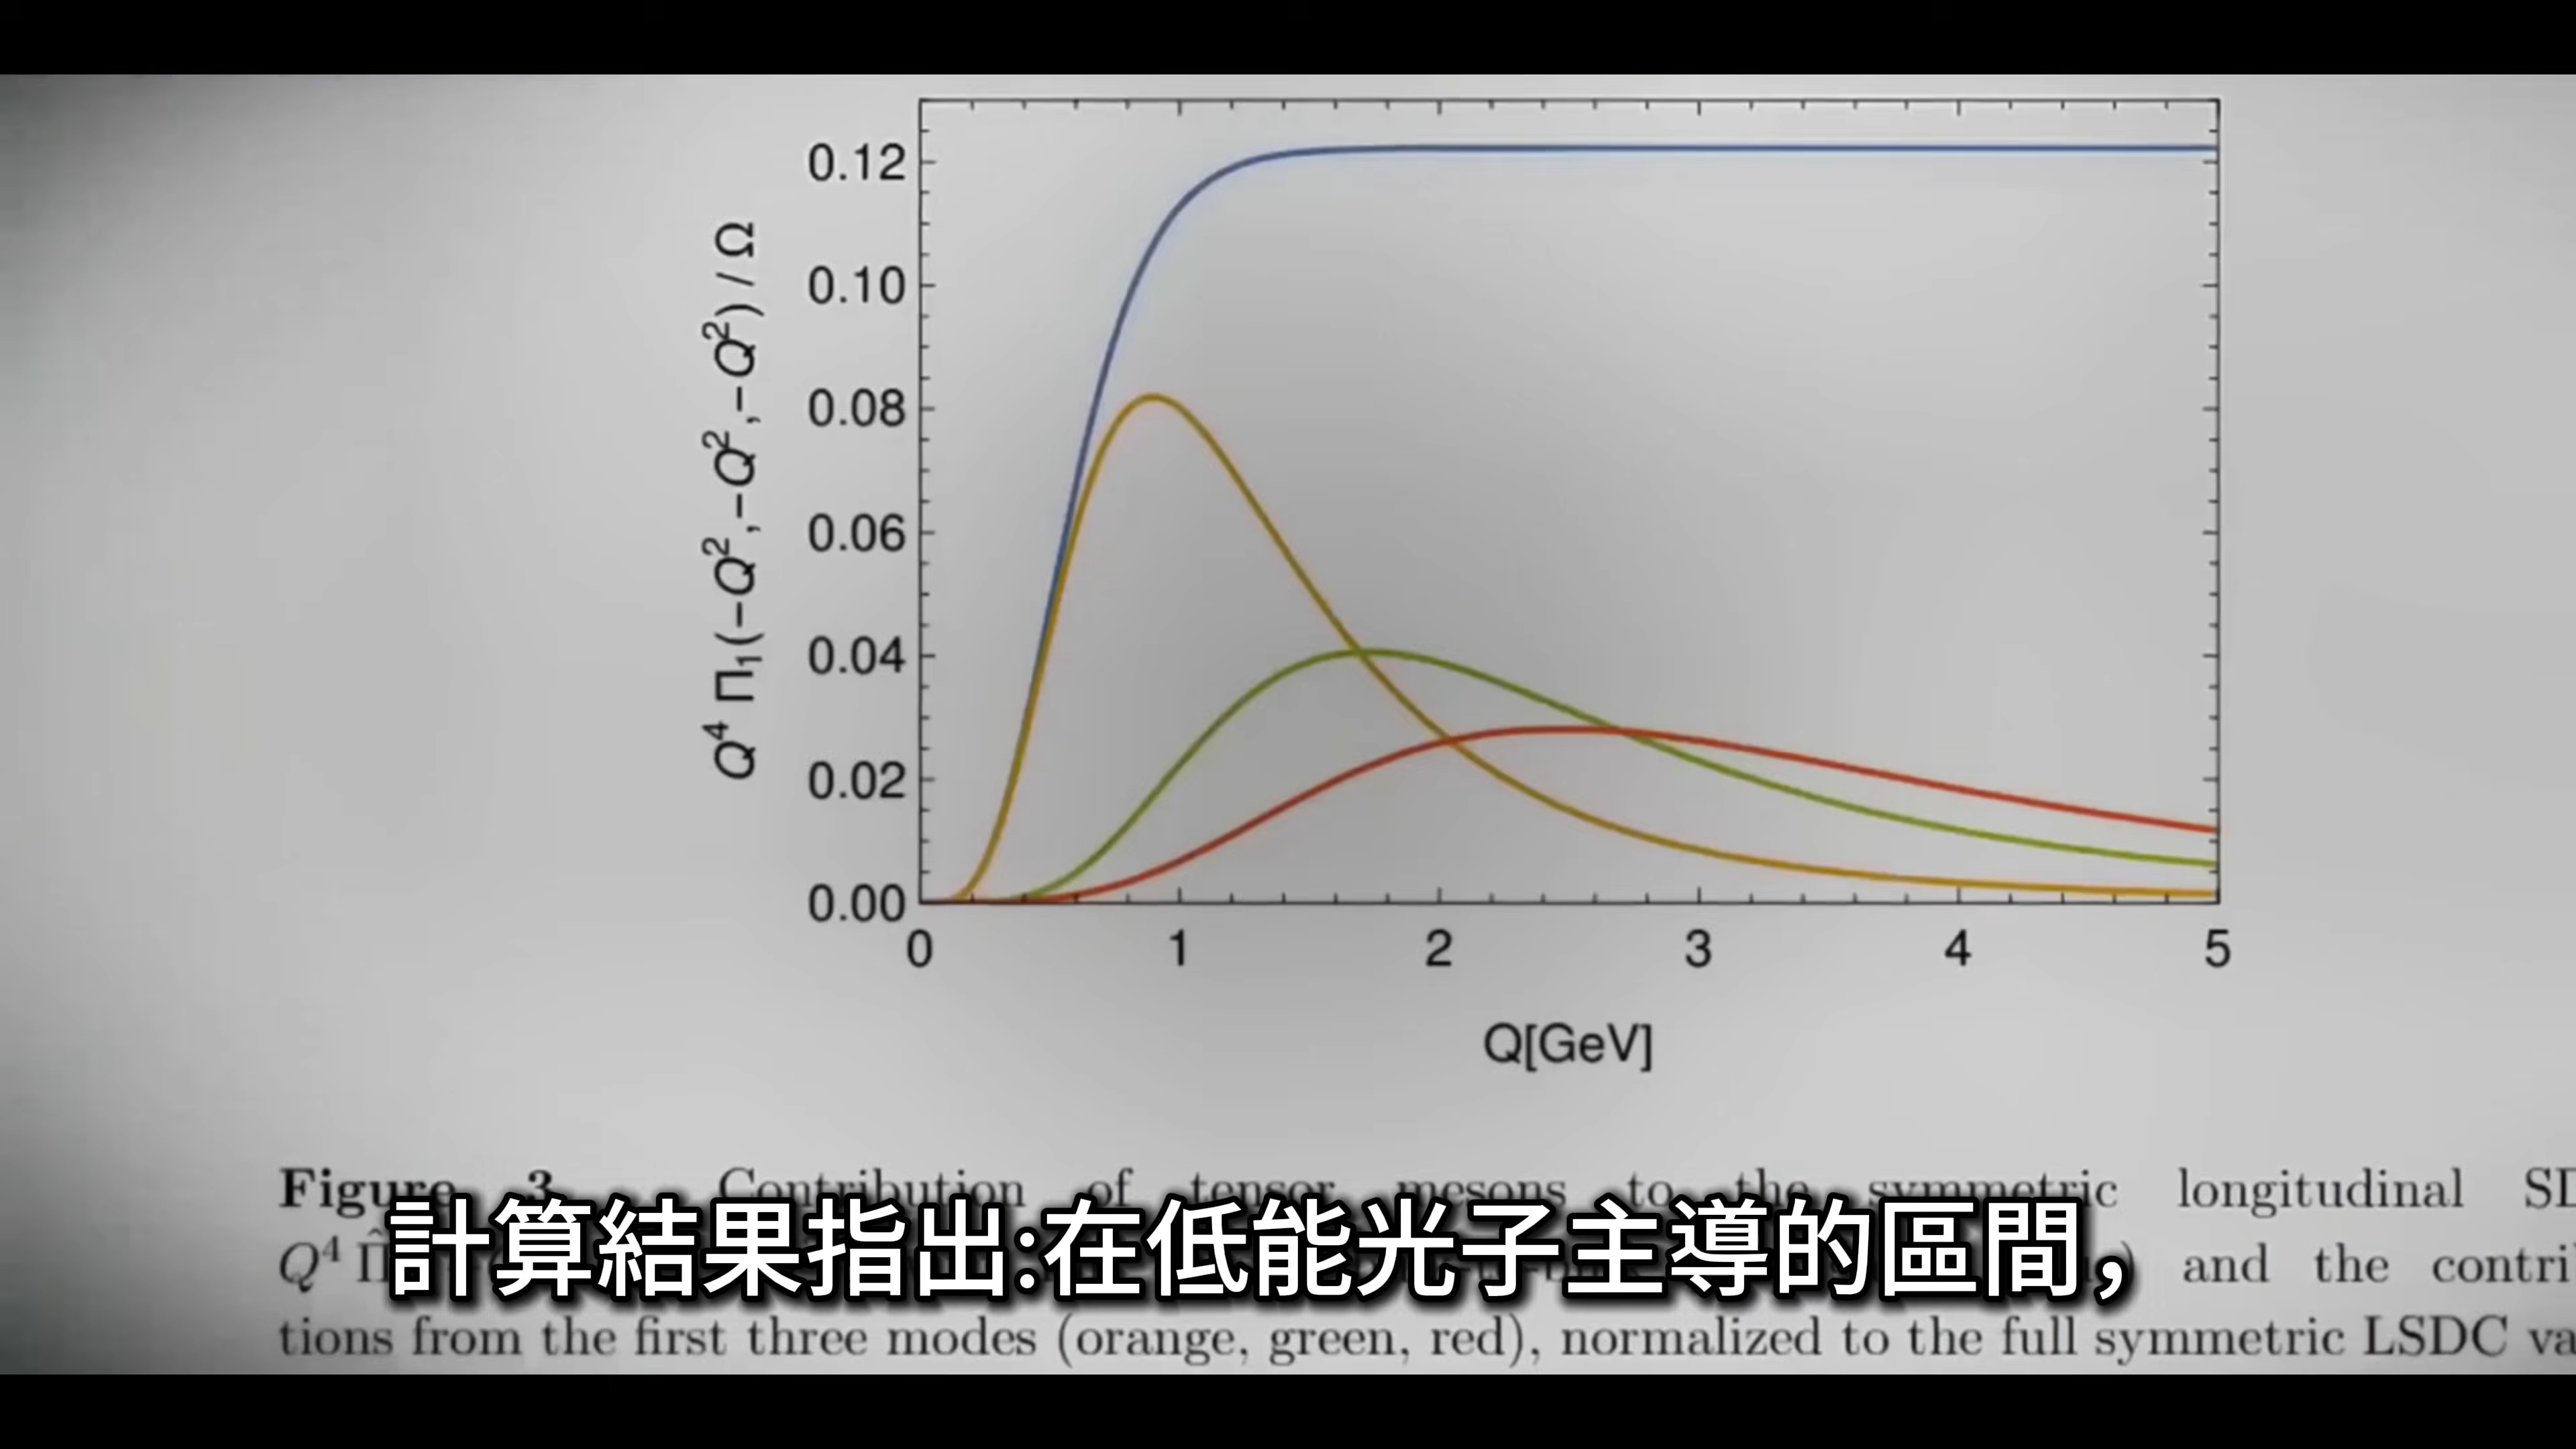 Q⁴ Π₁(−Q²,−Q²,−Q²) / Ω
0.12
0.10
0.08
0.06
0.04
0.02
0.00
0 1 2 3 4 5
Q[GeV]
Figure 3. Contribution of tensor mesons to the symmetric longitudinal
計算結果指出:在低能光子主導的區間，
Q⁴ Π̂ and the
tions from the first three modes (orange, green, red), normalized to the full symmetric LSDC